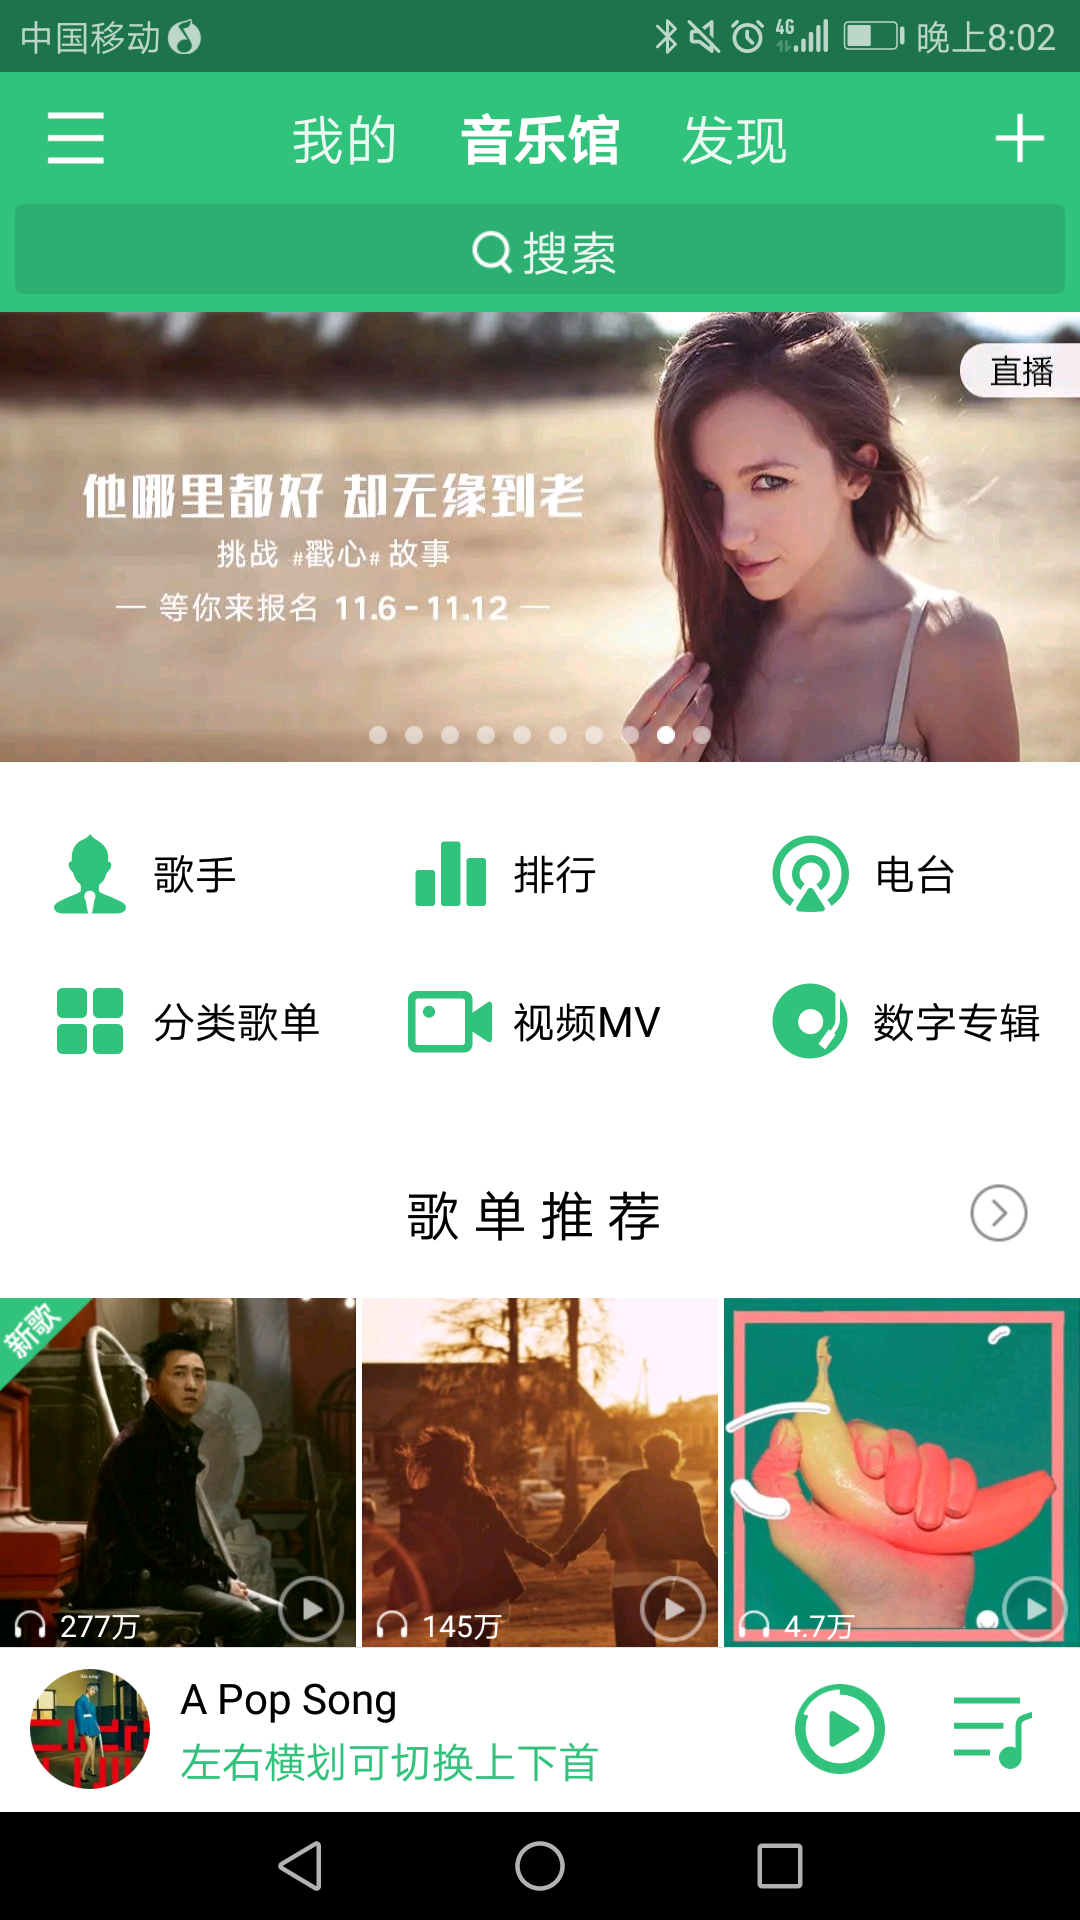 中国移动
4G
晚上8:02
我的 音乐馆 发现
搜索
直播
他哪里都好 却无缘到老
挑战 #戳心# 故事
— 等你来报名 11.6 - 11.12 —
歌手 排行 电台
分类歌单 视频MV 数字专辑
歌单推荐
新歌
277万 145万 4.7万
A Pop Song
左右横划可切换上下首